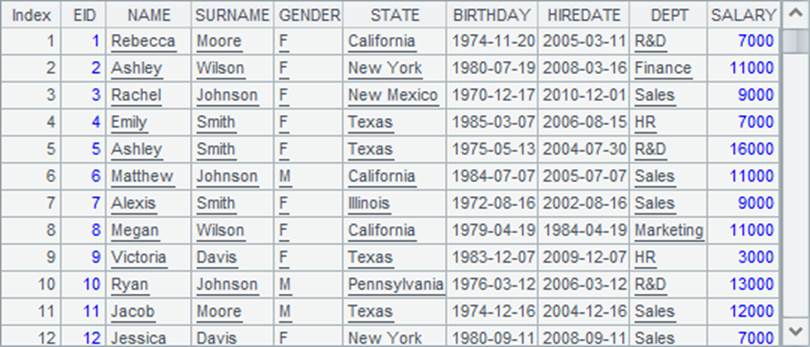 Index EID NAME SURNAME GENDER STATE BIRTHDAY HIREDATE DEPT SALARY
1 1 Rebecca Moore F California 1974-11-20 2005-03-11 R&D 7000
2 2 Ashley Wilson F New York 1980-07-19 2008-03-16 Finance 11000
3 3 Rachel Johnson F New Mexico 1970-12-17 2010-12-01 Sales 9000
4 4 Emily Smith F Texas 1985-03-07 2006-08-15 HR 7000
5 5 Ashley Smith F Texas 1975-05-13 2004-07-30 R&D 16000
6 6 Matthew Johnson M California 1984-07-07 2005-07-07 Sales 11000
7 7 Alexis Smith F Illinois 1972-08-16 2002-08-16 Sales 9000
8 8 Megan Wilson F California 1979-04-19 1984-04-19 Marketing 11000
9 9 Victoria Davis F Texas 1983-12-07 2009-12-07 HR 3000
10 10 Ryan Johnson M Pennsylvania 1976-03-12 2006-03-12 R&D 13000
11 11 Jacob Moore M Texas 1974-12-16 2004-12-16 Sales 12000
12 12 Jessica Davis F New York 1980-09-11 2008-09-11 Sales 7000